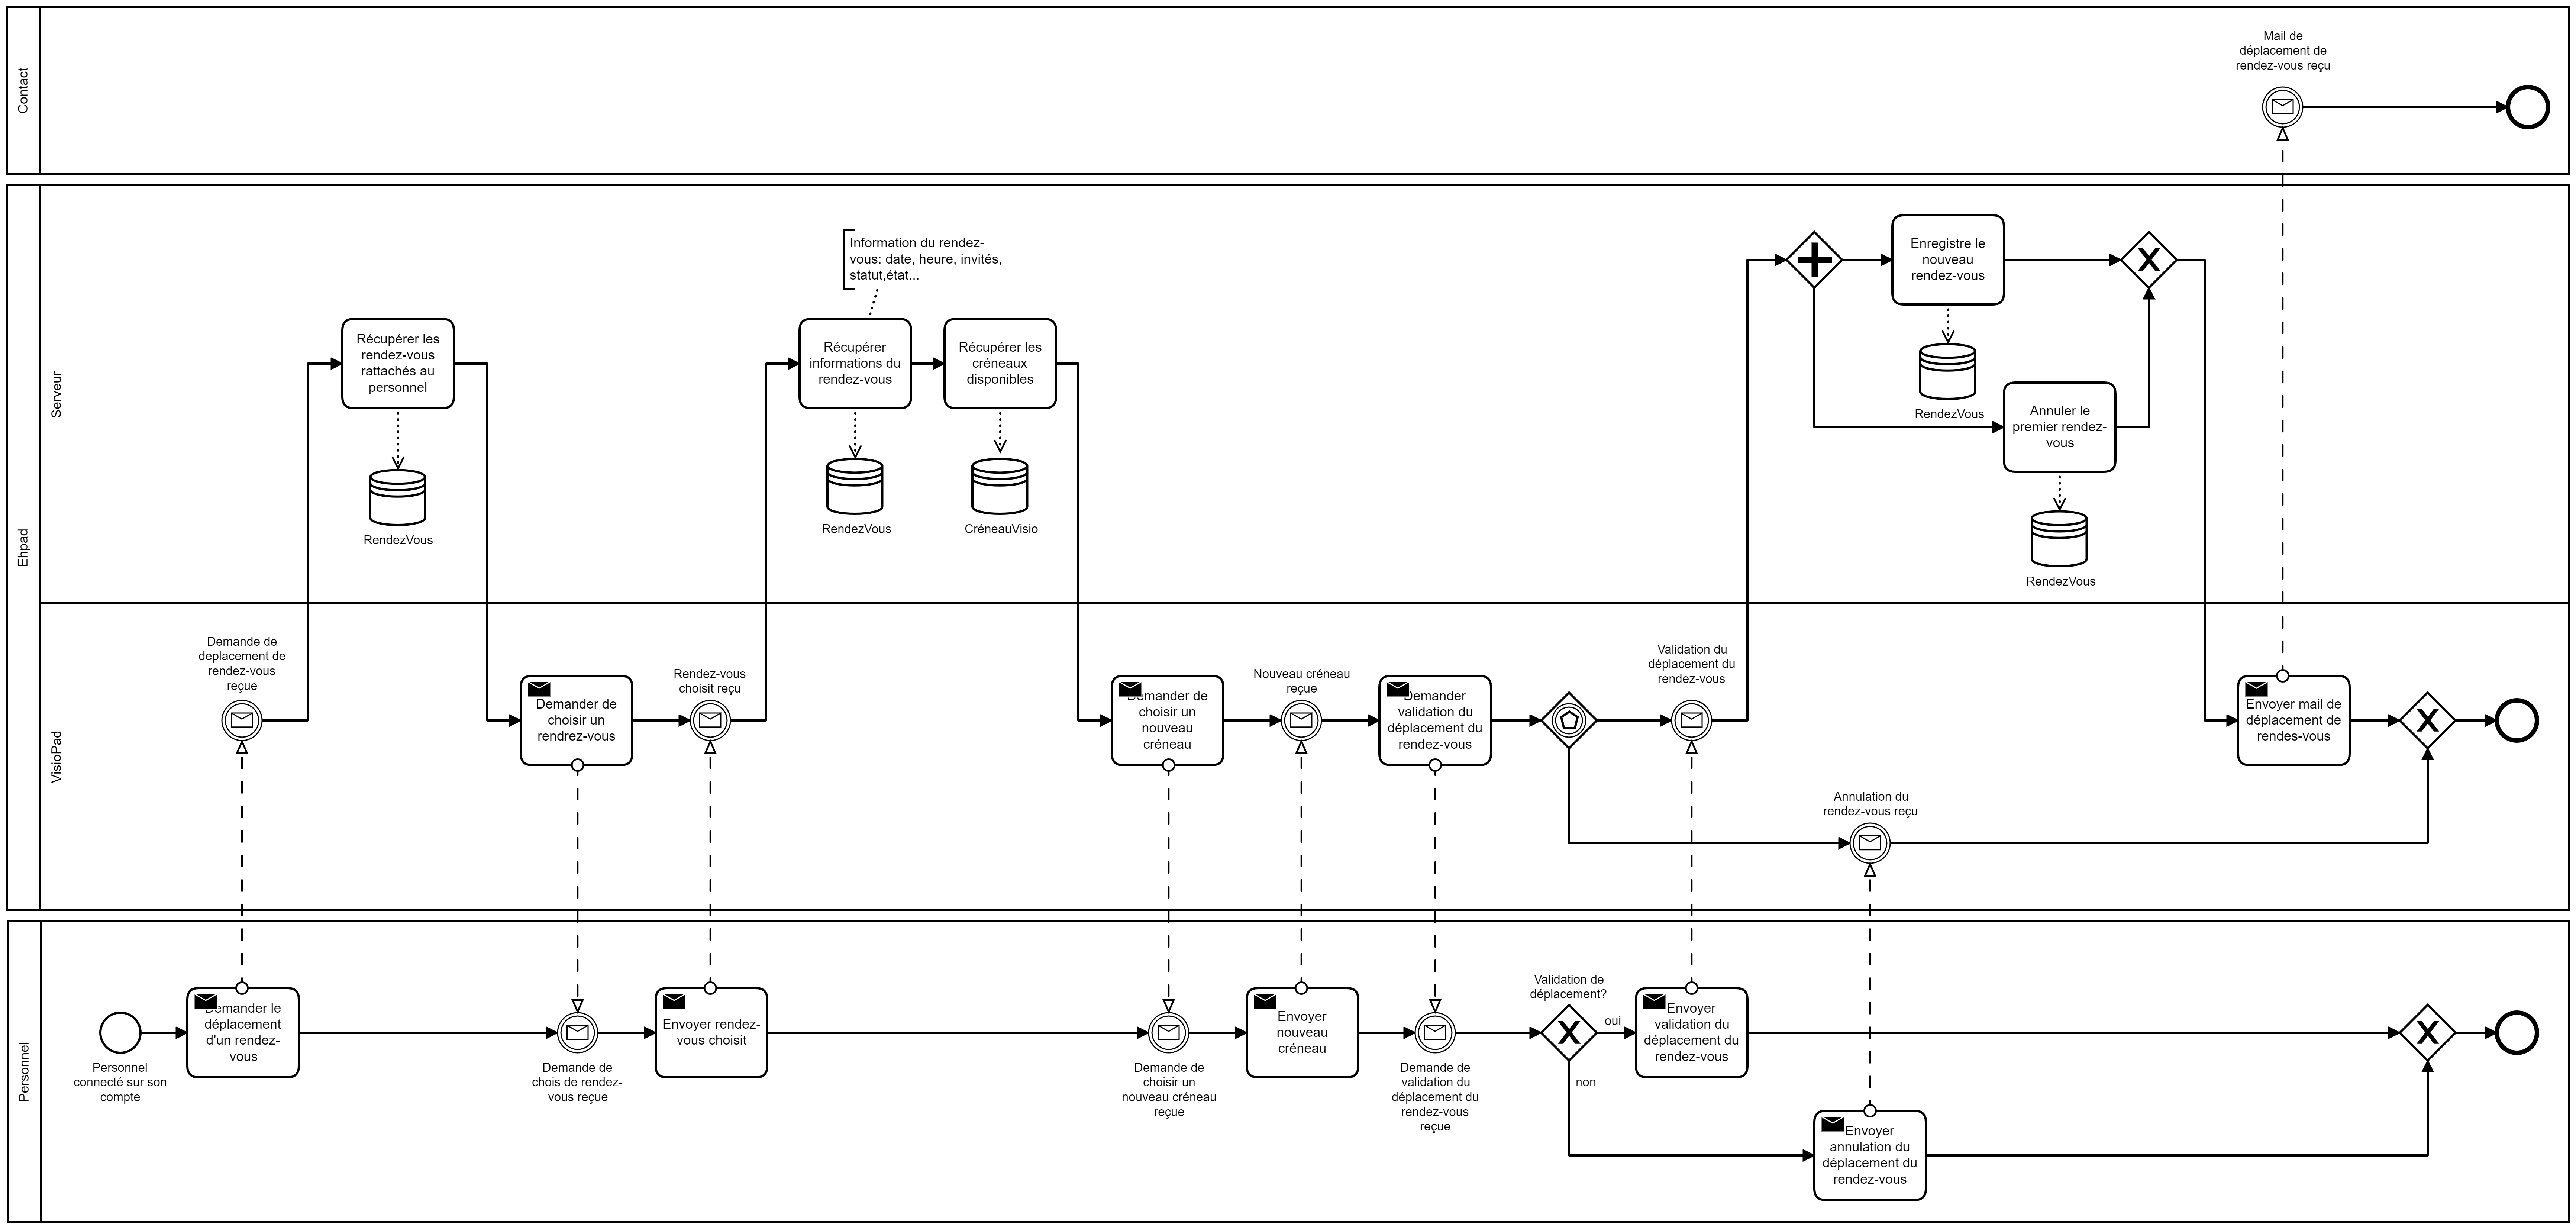 Contact
Mail de
déplacement de
rendez-vous reçu
Ehpad
Serveur
Information du rendez-
vous: date, heure, invités,
statut,état...
Récupérer les
rendez-vous
rattachés au
personnel
RendezVous
Récupérer
informations du
rendez-vous
RendezVous
Récupérer les
créneaux
disponibles
CréneauVisio
Enregistre le
nouveau
rendez-vous
RendezVous
Annuler le
premier rendez-
vous
RendezVous
VisioPad
Demande de
deplacement de
rendez-vous
reçue
Demander de
choisir un
rendrez-vous
Rendez-vous
choisit reçu
Demander de
choisir un
nouveau
créneau
Nouveau créneau
reçue
Demander
validation du
déplacement du
rendez-vous
Validation du
déplacement du
rendez-vous
Annulation du
rendez-vous reçu
Envoyer mail de
déplacement de
rendes-vous
Personnel
Personnel
connecté sur son
compte
Demander le
déplacement
d'un rendez-
vous
Demande de
chois de rendez-
vous reçue
Envoyer rendez-
vous choisit
Demande de
choisir un
nouveau créneau
reçue
Envoyer
nouveau
créneau
Demande de
validation du
déplacement du
rendez-vous
reçue
Validation de
déplacement?
oui
non
Envoyer
validation du
déplacement du
rendez-vous
Envoyer
annulation du
déplacement du
rendez-vous